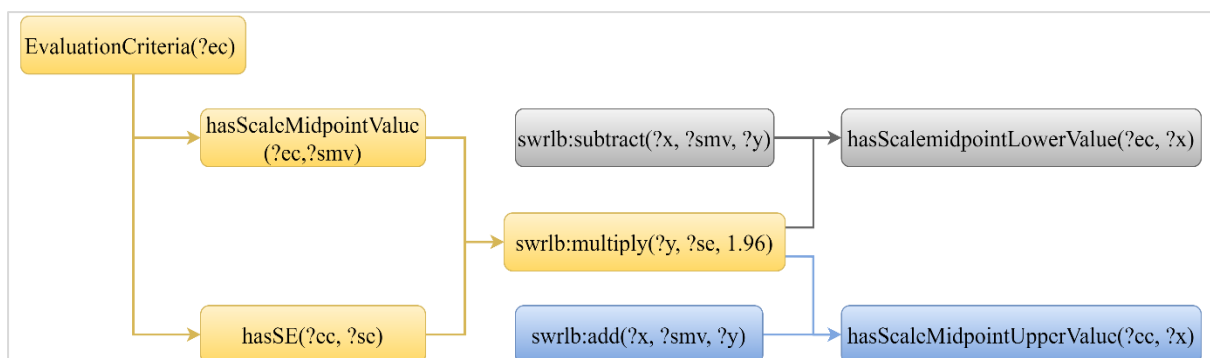 EvaluationCriteria(?ec)
hasScaleMidpointValue
(?ec,?smv)
swrlb:subtract(?x, ?smv, ?y)
hasScalemidpointLowerValue(?ec, ?x)
swrlb:multiply(?y, ?se, 1.96)
hasSE(?ec, ?se)
swrlb:add(?x, ?smv, ?y)
hasScaleMidpointUpperValue(?ec, ?x)